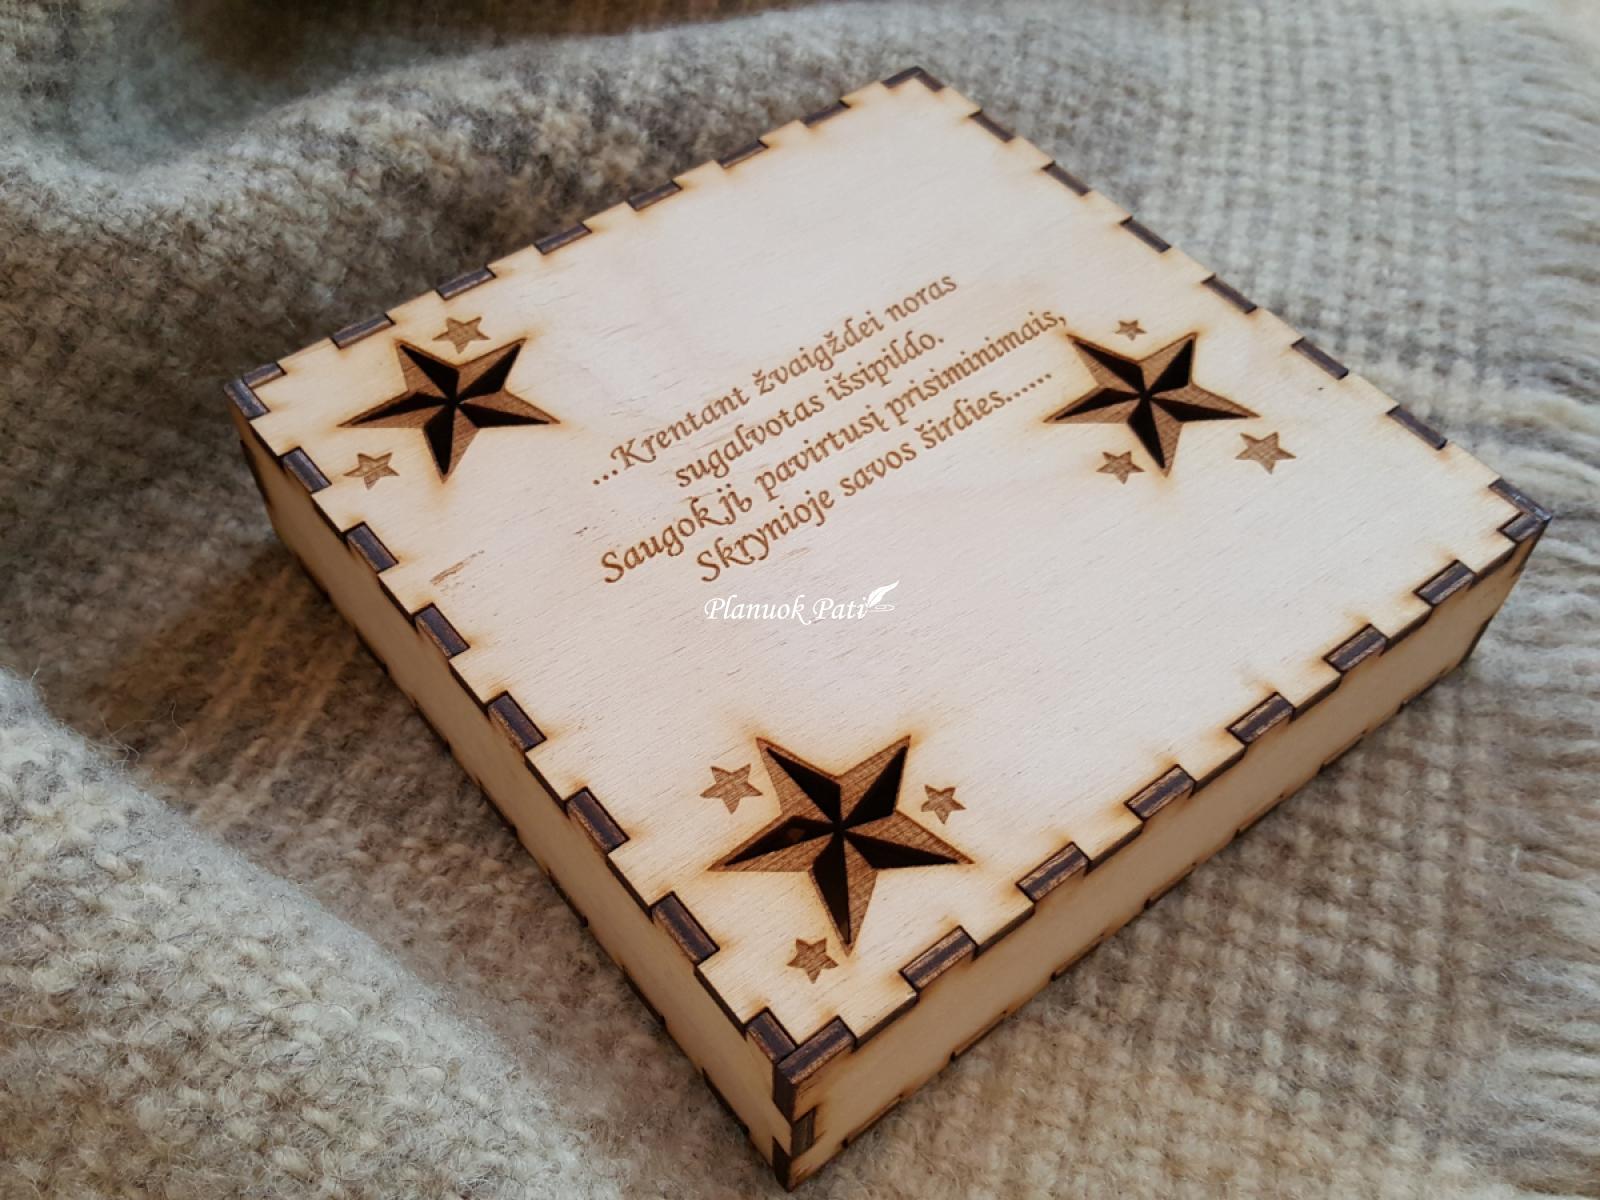 ...Krentant žvaigždei noras
sugalvotas išsipildo.
Saugok jį, pavirtusį prisiminimais,
Skrynioje savos širdies......
Planuok Pati